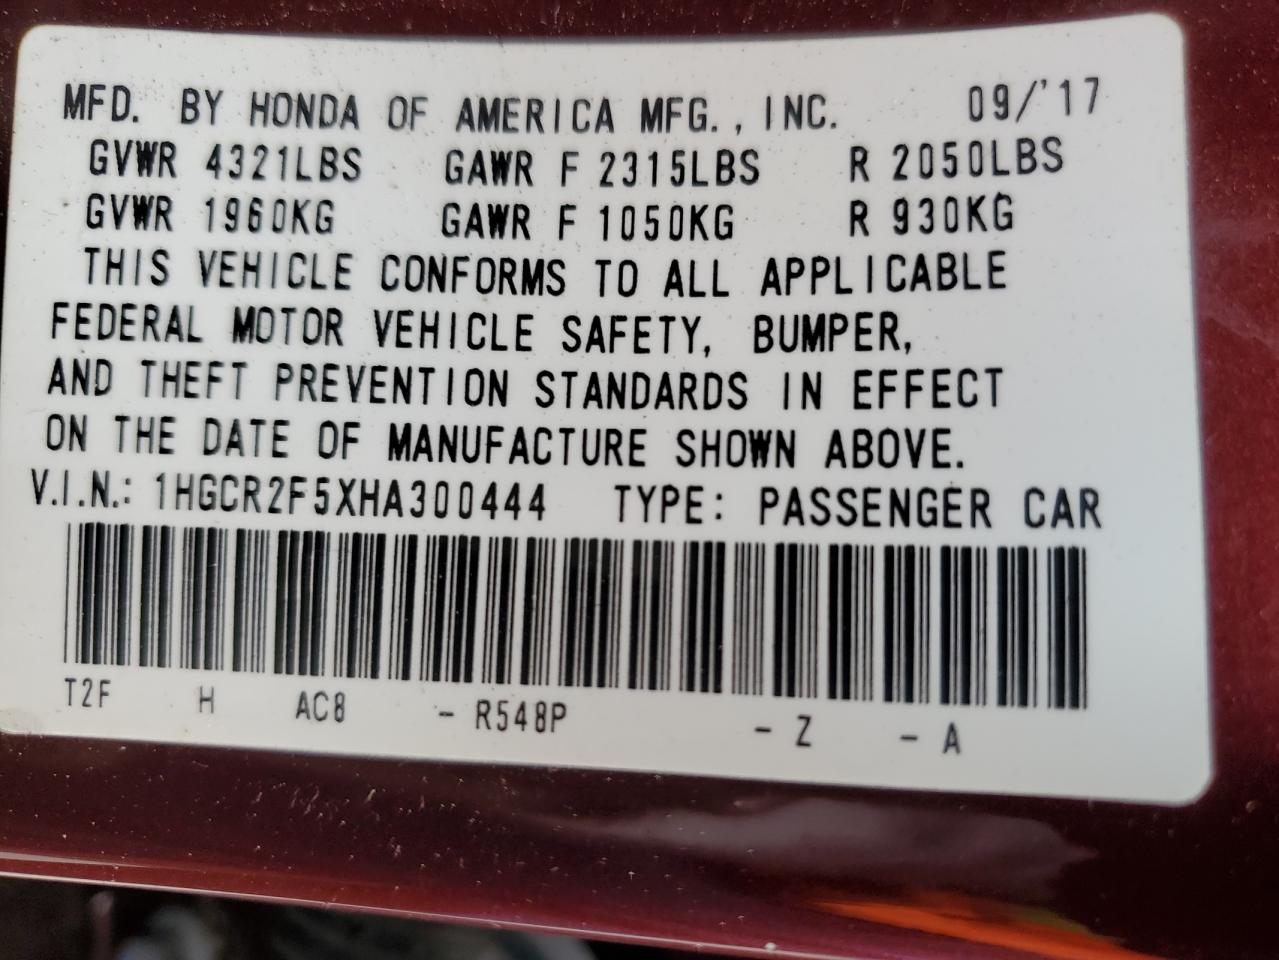 MFD. BY HONDA OF AMERICA MFG., INC. 09/'17
GVWR 4321LBS GAWR F 2315LBS R 2050LBS
GVWR 1960KG GAWR F 1050KG R 930KG
THIS VEHICLE CONFORMS TO ALL APPLICABLE
FEDERAL MOTOR VEHICLE SAFETY, BUMPER,
AND THEFT PREVENTION STANDARDS IN EFFECT
ON THE DATE OF MANUFACTURE SHOWN ABOVE.
V.I.N.: 1HGCR2F5XHA300444 TYPE: PASSENGER CAR
T2F H AC8 - R548P - Z - A